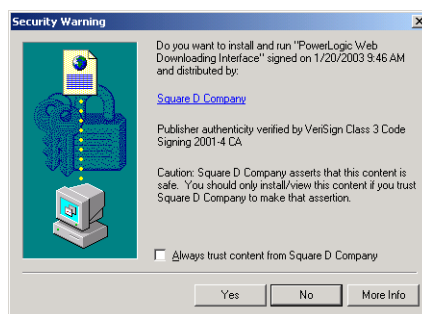 Security Warning
Do you want to install and run "PowerLogic Web
Downloading Interface" signed on 1/20/2003 9:46 AM
and distributed by:
Square D Company
Publisher authenticity verified by VeriSign Class 3 Code
Signing 2001-4 CA
Caution: Square D Company asserts that this content is
safe. You should only install/view this content if you trust
Square D Company to make that assertion.
Always trust content from Square D Company
Yes No More Info